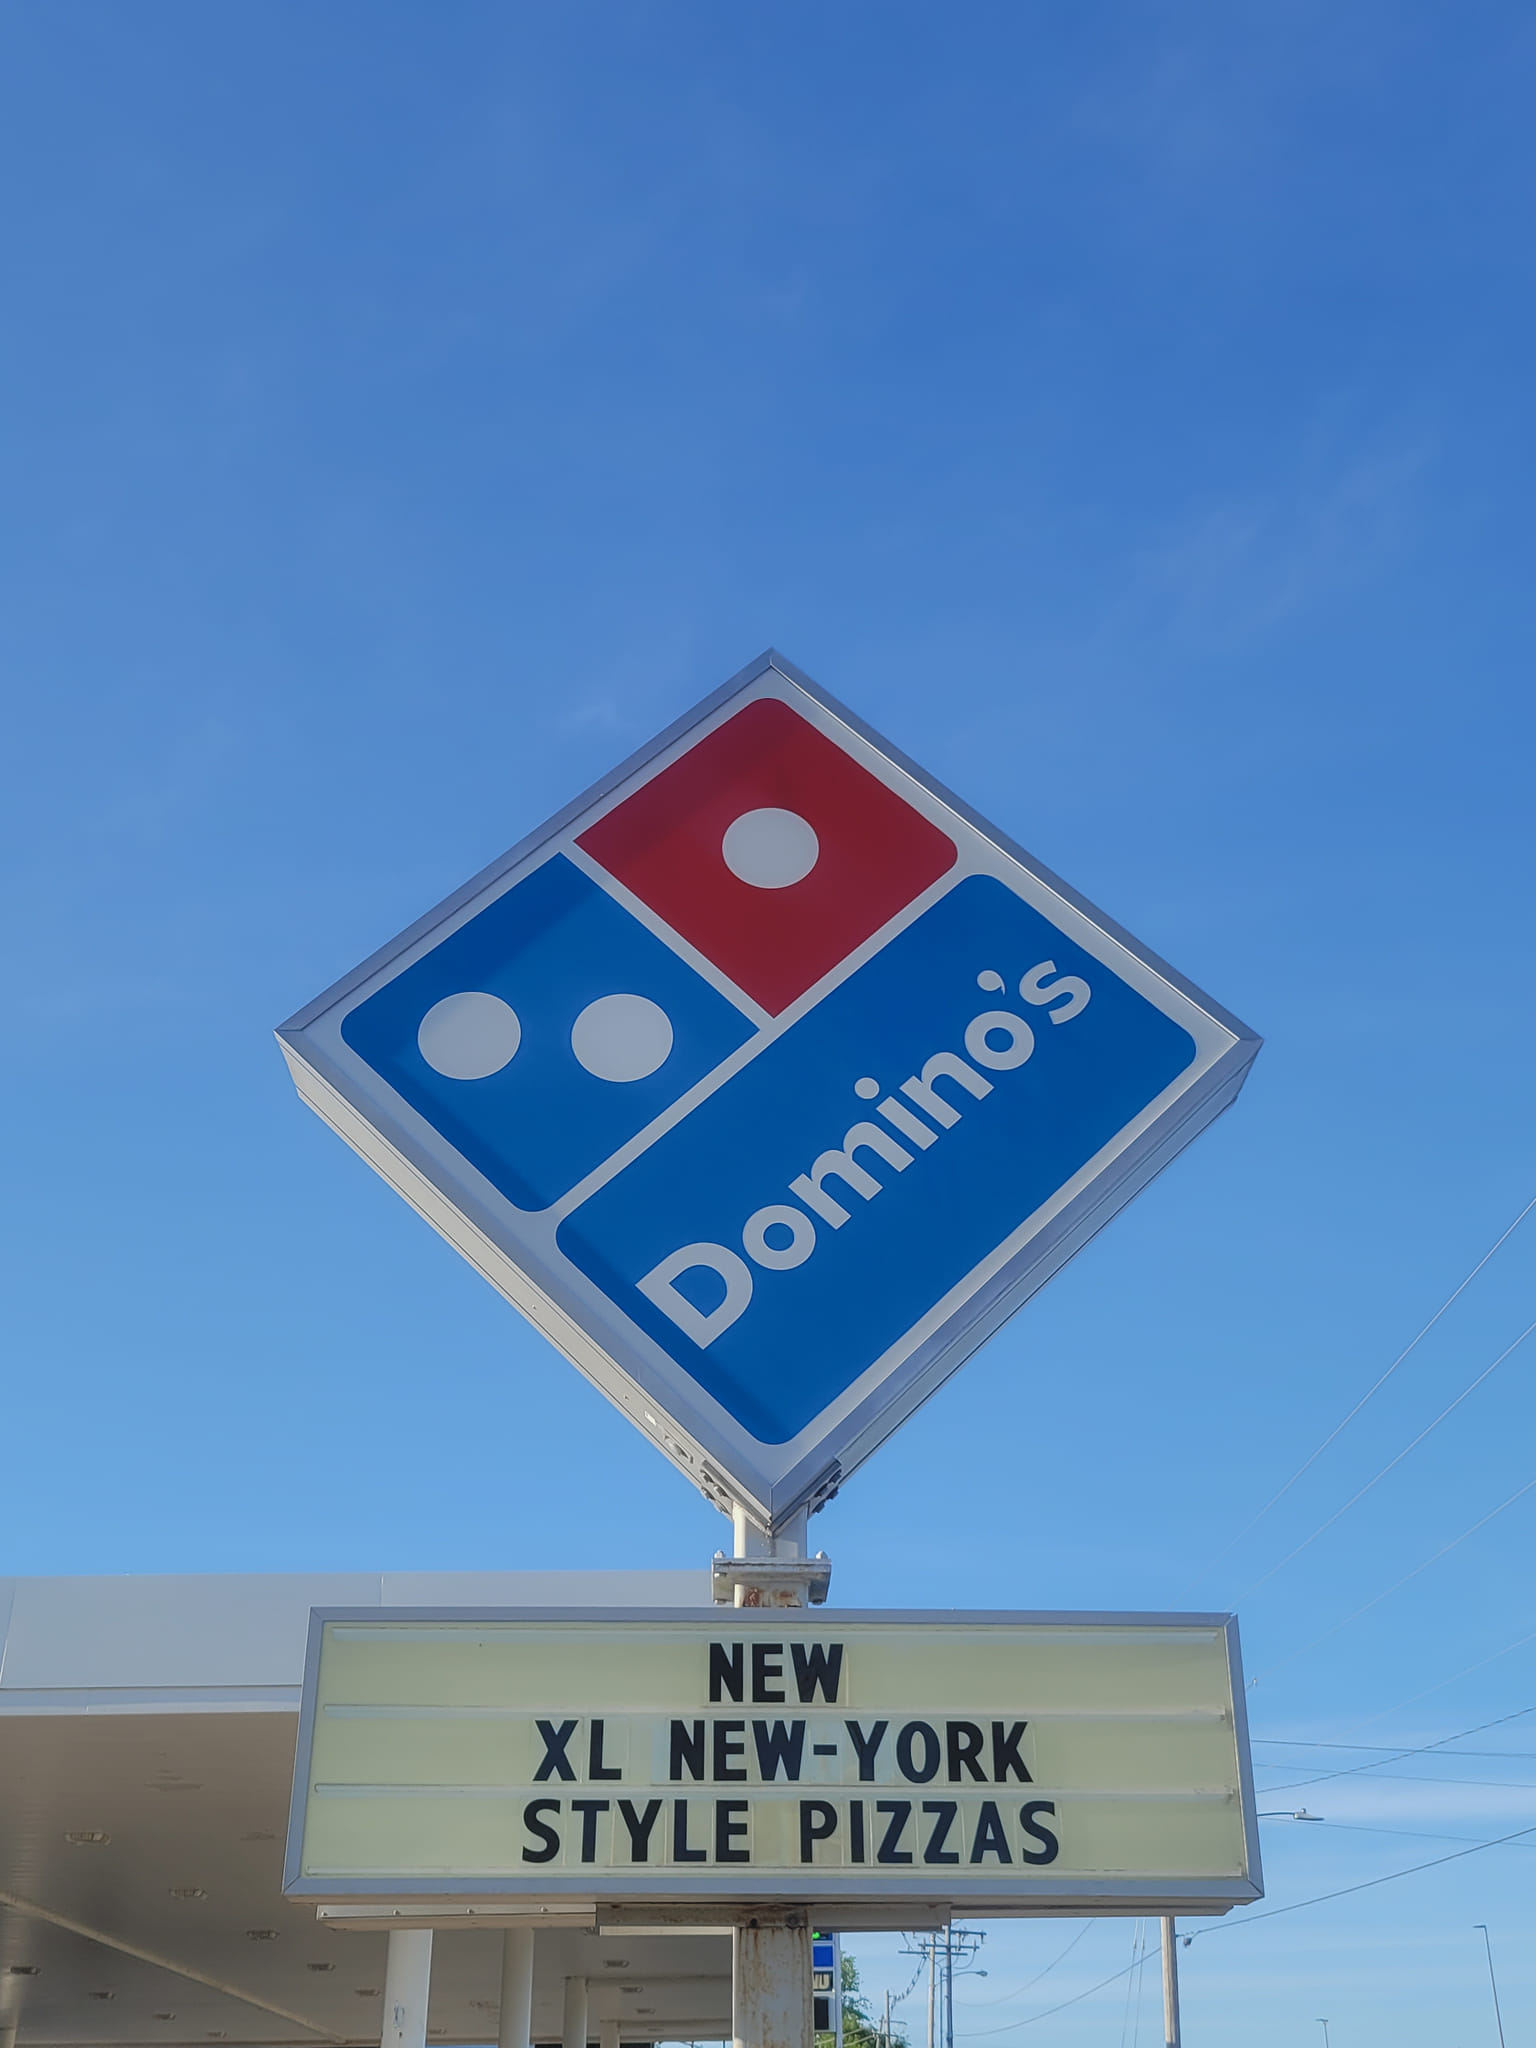 Domino's
NEW
XL NEW-YORK
STYLE PIZZAS